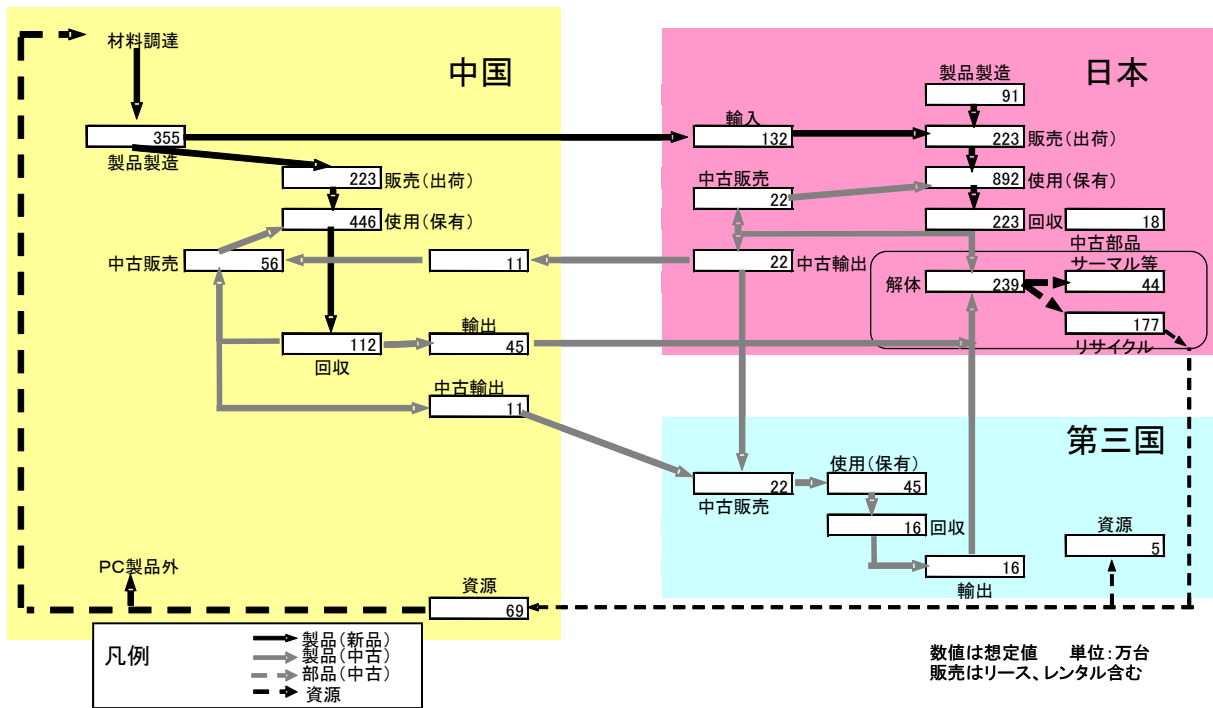 材料調達
中国
355
製品製造
223
販売(出荷)
446
使用(保有)
中古販売
56
11
112
回収
輸出
45
中古輸出
11
PC製品外
資源
69
日本
製品製造
91
輸入
132
223
販売(出荷)
中古販売
22
892
使用(保有)
223
回収
18
中古部品
22
中古輸出
解体
239
サーマル等
44
177
リサイクル
第三国
22
中古販売
使用(保有)
45
16
回収
16
輸出
資源
5
凡例
製品(新品)
製品(中古)
部品(中古)
資源
数値は想定値 単位:万台
販売はリース、レンタル含む